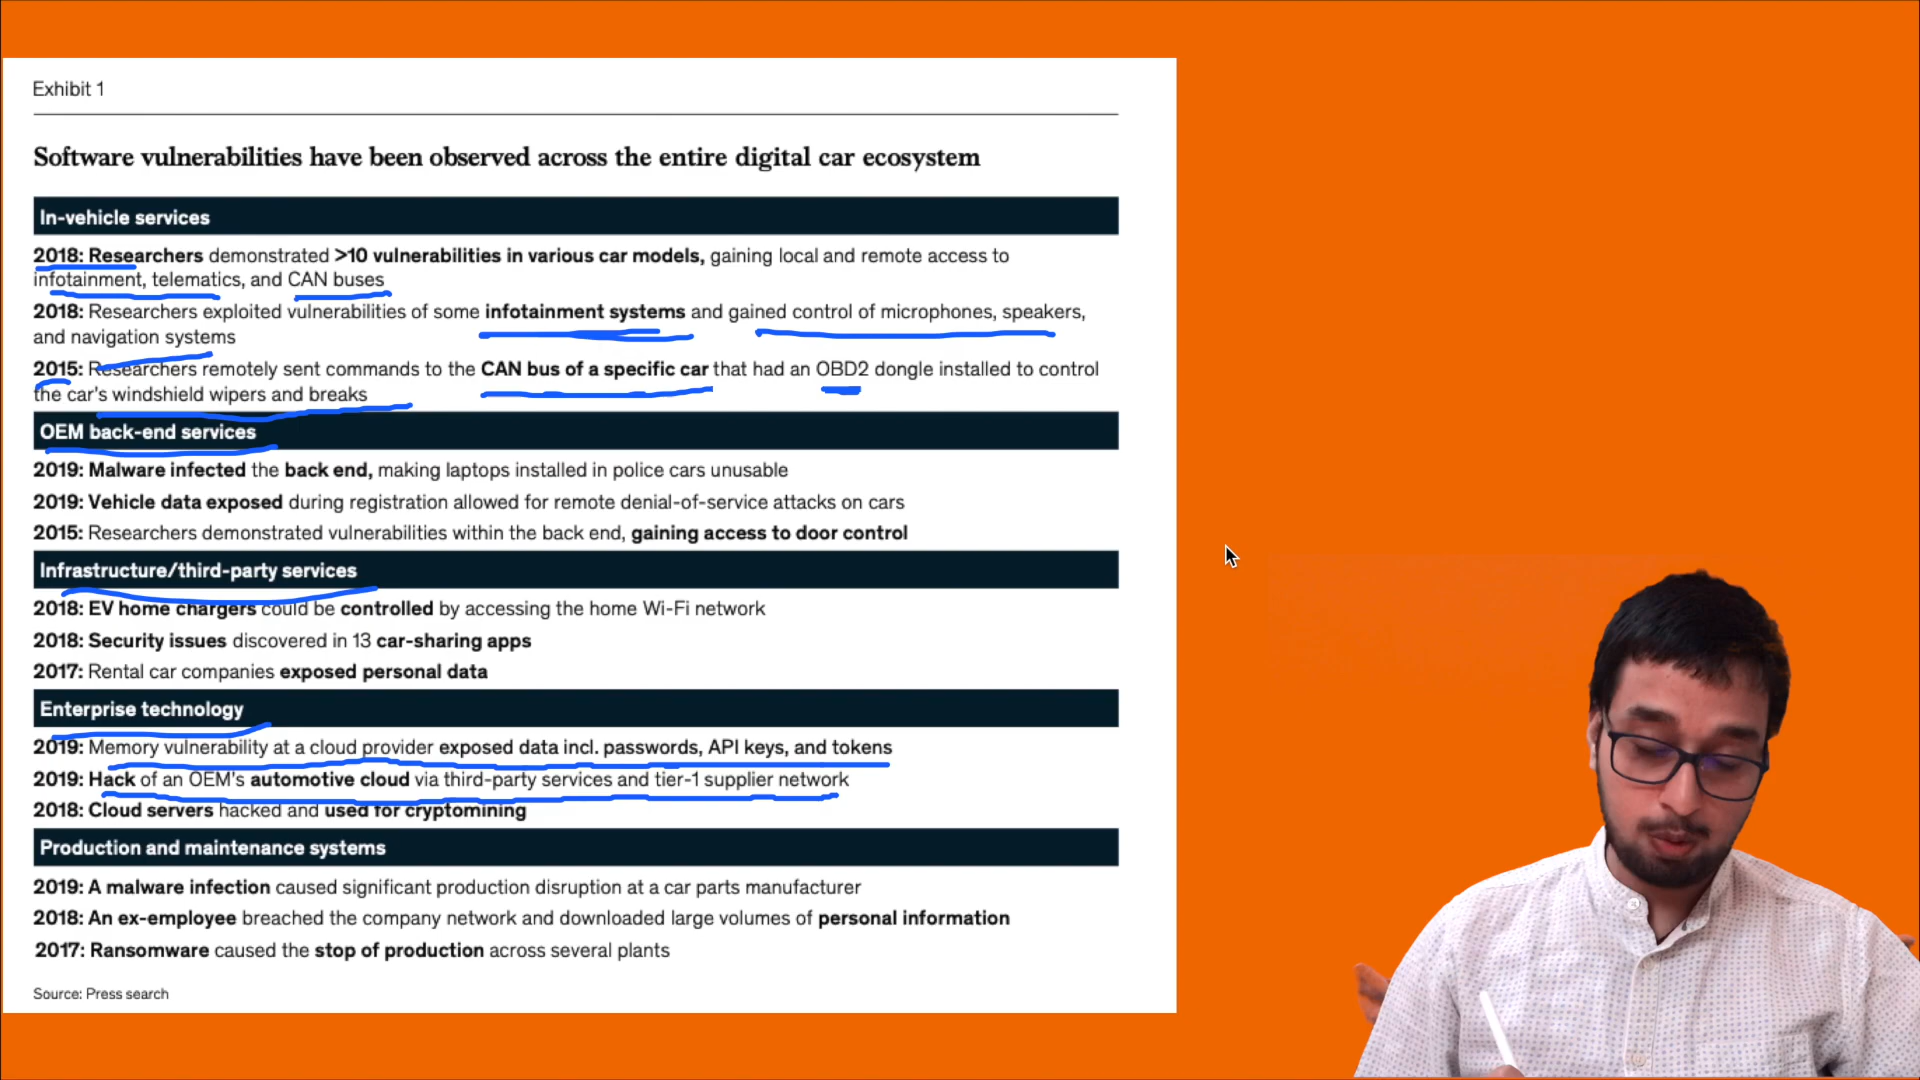 Exhibit 1
Software vulnerabilities have been observed across the entire digital car ecosystem
In-vehicle services
2018: Researchers demonstrated >10 vulnerabilities in various car models, gaining local and remote access to
infotainment, telematics, and CAN buses
2018: Researchers exploited vulnerabilities of some infotainment systems and gained control of microphones, speakers,
and navigation systems
2015: Researchers remotely sent commands to the CAN bus of a specific car that had an OBD2 dongle installed to control
the car's windshield wipers and breaks
OEM back-end services
2019: Malware infected the back end, making laptops installed in police cars unusable
2019: Vehicle data exposed during registration allowed for remote denial-of-service attacks on cars
2015: Researchers demonstrated vulnerabilities within the back end, gaining access to door control
Infrastructure/third-party services
2018: EV home chargers could be controlled by accessing the home Wi-Fi network
2018: Security issues discovered in 13 car-sharing apps
2017: Rental car companies exposed personal data
Enterprise technology
2019: Memory vulnerability at a cloud provider exposed data incl. passwords, API keys, and tokens
2019: Hack of an OEM's automotive cloud via third-party services and tier-1 supplier network
2018: Cloud servers hacked and used for cryptomining
Production and maintenance systems
2019: A malware infection caused significant production disruption at a car parts manufacturer
2018: An ex-employee breached the company network and downloaded large volumes of personal information
2017: Ransomware caused the stop of production across several plants
Source: Press search